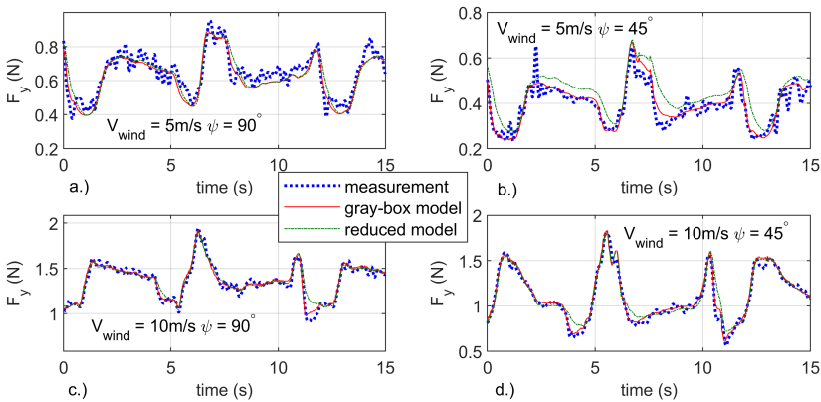 0.8
0.6
0.4
0.2
F_y (N)
V_wind = 5m/s ψ = 90°
0 5 10 15
time (s)
a.)
0.8
0.6
0.4
0.2
F_y (N)
V_wind = 5m/s ψ = 45°
0 5 10 15
time (s)
b.)
measurement
gray-box model
reduced model
2
1.5
1
F_y (N)
V_wind = 10m/s ψ = 90°
0 5 10 15
time (s)
c.)
2
1.5
1
0.5
F_y (N)
V_wind = 10m/s ψ = 45°
0 5 10 15
time (s)
d.)